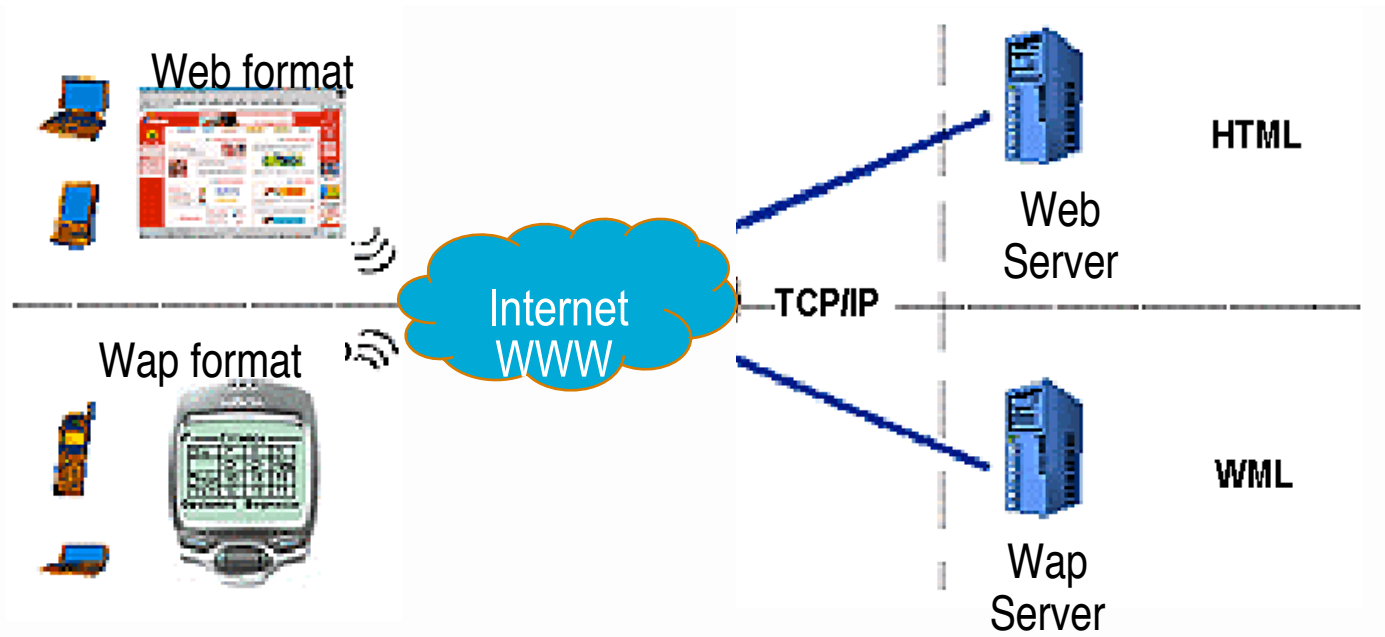 Web format
HTML
Web
Server
Internet
WWW
TCP/IP
Wap format
WML
Wap
Server